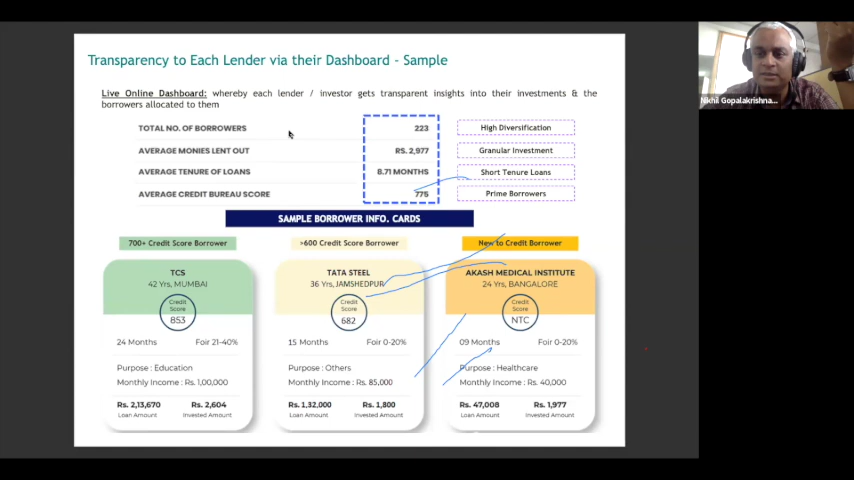 Transparency to Each Lender via their Dashboard - Sample
Live Online Dashboard: whereby each lender / investor gets transparent insights into their investments & the
borrowers allocated to them
TOTAL NO. OF BORROWERS 223 High Diversification
AVERAGE MONIES LENT OUT RS. 2,977 Granular Investment
AVERAGE TENURE OF LOANS 8.71 MONTHS Short Tenure Loans
AVERAGE CREDIT BUREAU SCORE 775 Prime Borrowers
SAMPLE BORROWER INFO. CARDS
700+ Credit Score Borrower >600 Credit Score Borrower New to Credit Borrower
TCS TATA STEEL AKASH MEDICAL INSTITUTE
42 Yrs, MUMBAI 36 Yrs, JAMSHEDPUR 24 Yrs, BANGALORE
Credit Credit Credit
Score Score Score
853 682 NTC
24 Months Foir 21-40% 15 Months Foir 0-20% 09 Months Foir 0-20%
Purpose : Education Purpose : Others Purpose : Healthcare
Monthly Income : Rs. 1,00,000 Monthly Income : Rs. 85,000 Monthly Income : Rs. 40,000
Rs. 2,13,670 Rs. 2,604 Rs. 1,32,000 Rs. 1,800 Rs. 47,008 Rs. 1,977
Loan Amount Invested Amount Loan Amount Invested Amount Loan Amount Invested Amount
Nikhil Gopalakrishna...